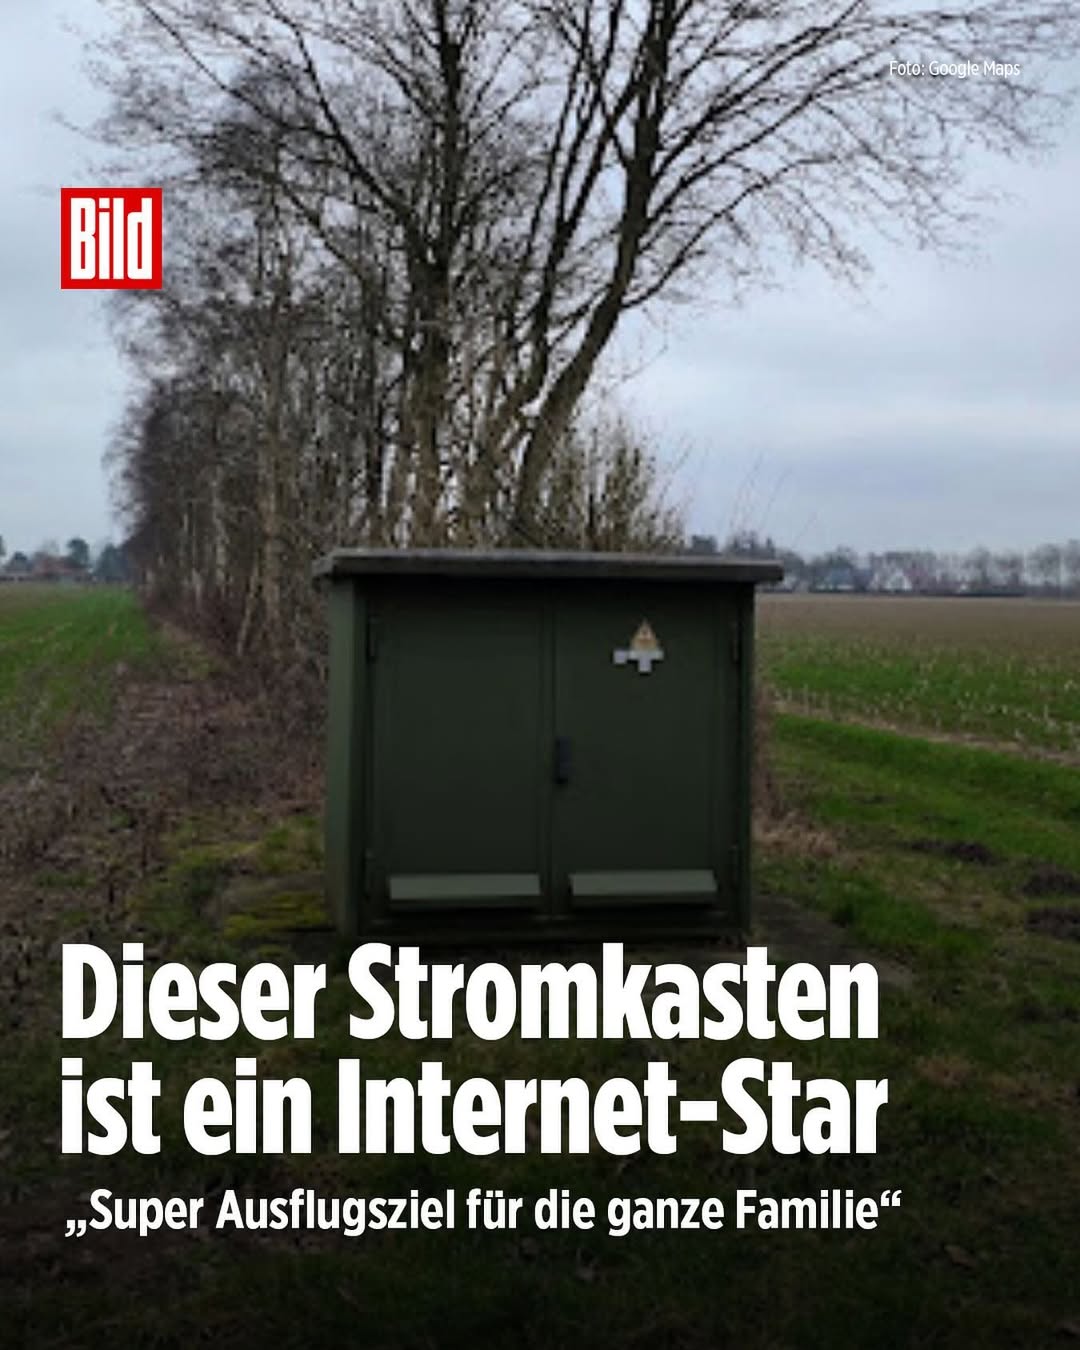 Foto: Google Maps
Bild
Dieser Stromkasten
ist ein Internet-Star
„Super Ausflugsziel für die ganze Familie“